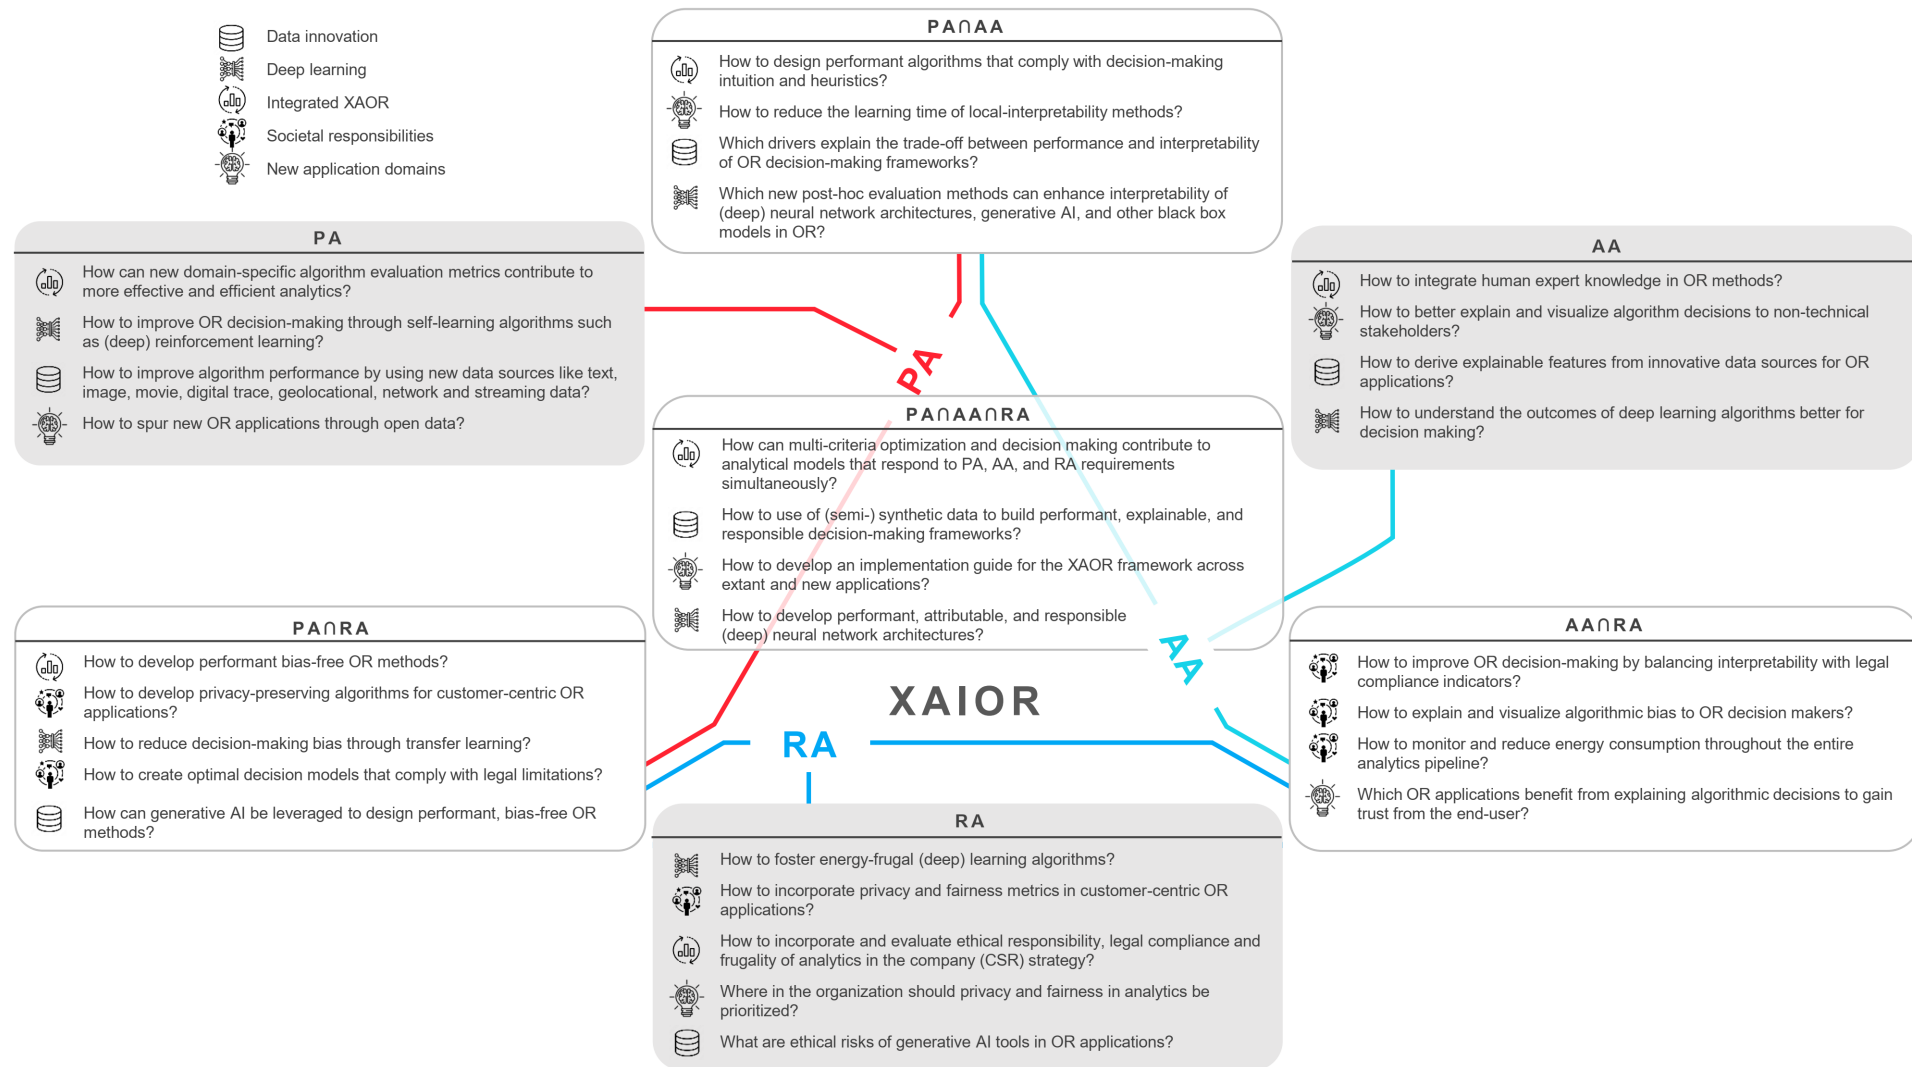 Data innovation
Deep learning
Integrated XAOR
Societal responsibilities
New application domains
PA∩AA
How to design performant algorithms that comply with decision-making
intuition and heuristics?
How to reduce the learning time of local-interpretability methods?
Which drivers explain the trade-off between performance and interpretability
of OR decision-making frameworks?
Which new post-hoc evaluation methods can enhance interpretability of
(deep) neural network architectures, generative AI, and other black box
models in OR?
PA
How can new domain-specific algorithm evaluation metrics contribute to
more effective and efficient analytics?
How to improve OR decision-making through self-learning algorithms such
as (deep) reinforcement learning?
How to improve algorithm performance by using new data sources like text,
image, movie, digital trace, geolocational, network and streaming data?
How to spur new OR applications through open data?
AA
How to integrate human expert knowledge in OR methods?
How to better explain and visualize algorithm decisions to non-technical
stakeholders?
How to derive explainable features from innovative data sources for OR
applications?
How to understand the outcomes of deep learning algorithms better for
decision making?
PA
PA∩AA∩RA
How can multi-criteria optimization and decision making contribute to
analytical models that respond to PA, AA, and RA requirements
simultaneously?
How to use of (semi-) synthetic data to build performant, explainable, and
responsible decision-making frameworks?
How to develop an implementation guide for the XAOR framework across
extant and new applications?
How to develop performant, attributable, and responsible
(deep) neural network architectures?
PA∩RA
How to develop performant bias-free OR methods?
How to develop privacy-preserving algorithms for customer-centric OR
applications?
How to reduce decision-making bias through transfer learning?
How to create optimal decision models that comply with legal limitations?
How can generative AI be leveraged to design performant, bias-free OR
methods?
AA
XAIOR
RA
AA∩RA
How to improve OR decision-making by balancing interpretability with legal
compliance indicators?
How to explain and visualize algorithmic bias to OR decision makers?
How to monitor and reduce energy consumption throughout the entire
analytics pipeline?
Which OR applications benefit from explaining algorithmic decisions to gain
trust from the end-user?
RA
How to foster energy-frugal (deep) learning algorithms?
How to incorporate privacy and fairness metrics in customer-centric OR
applications?
How to incorporate and evaluate ethical responsibility, legal compliance and
frugality of analytics in the company (CSR) strategy?
Where in the organization should privacy and fairness in analytics be
prioritized?
What are ethical risks of generative AI tools in OR applications?